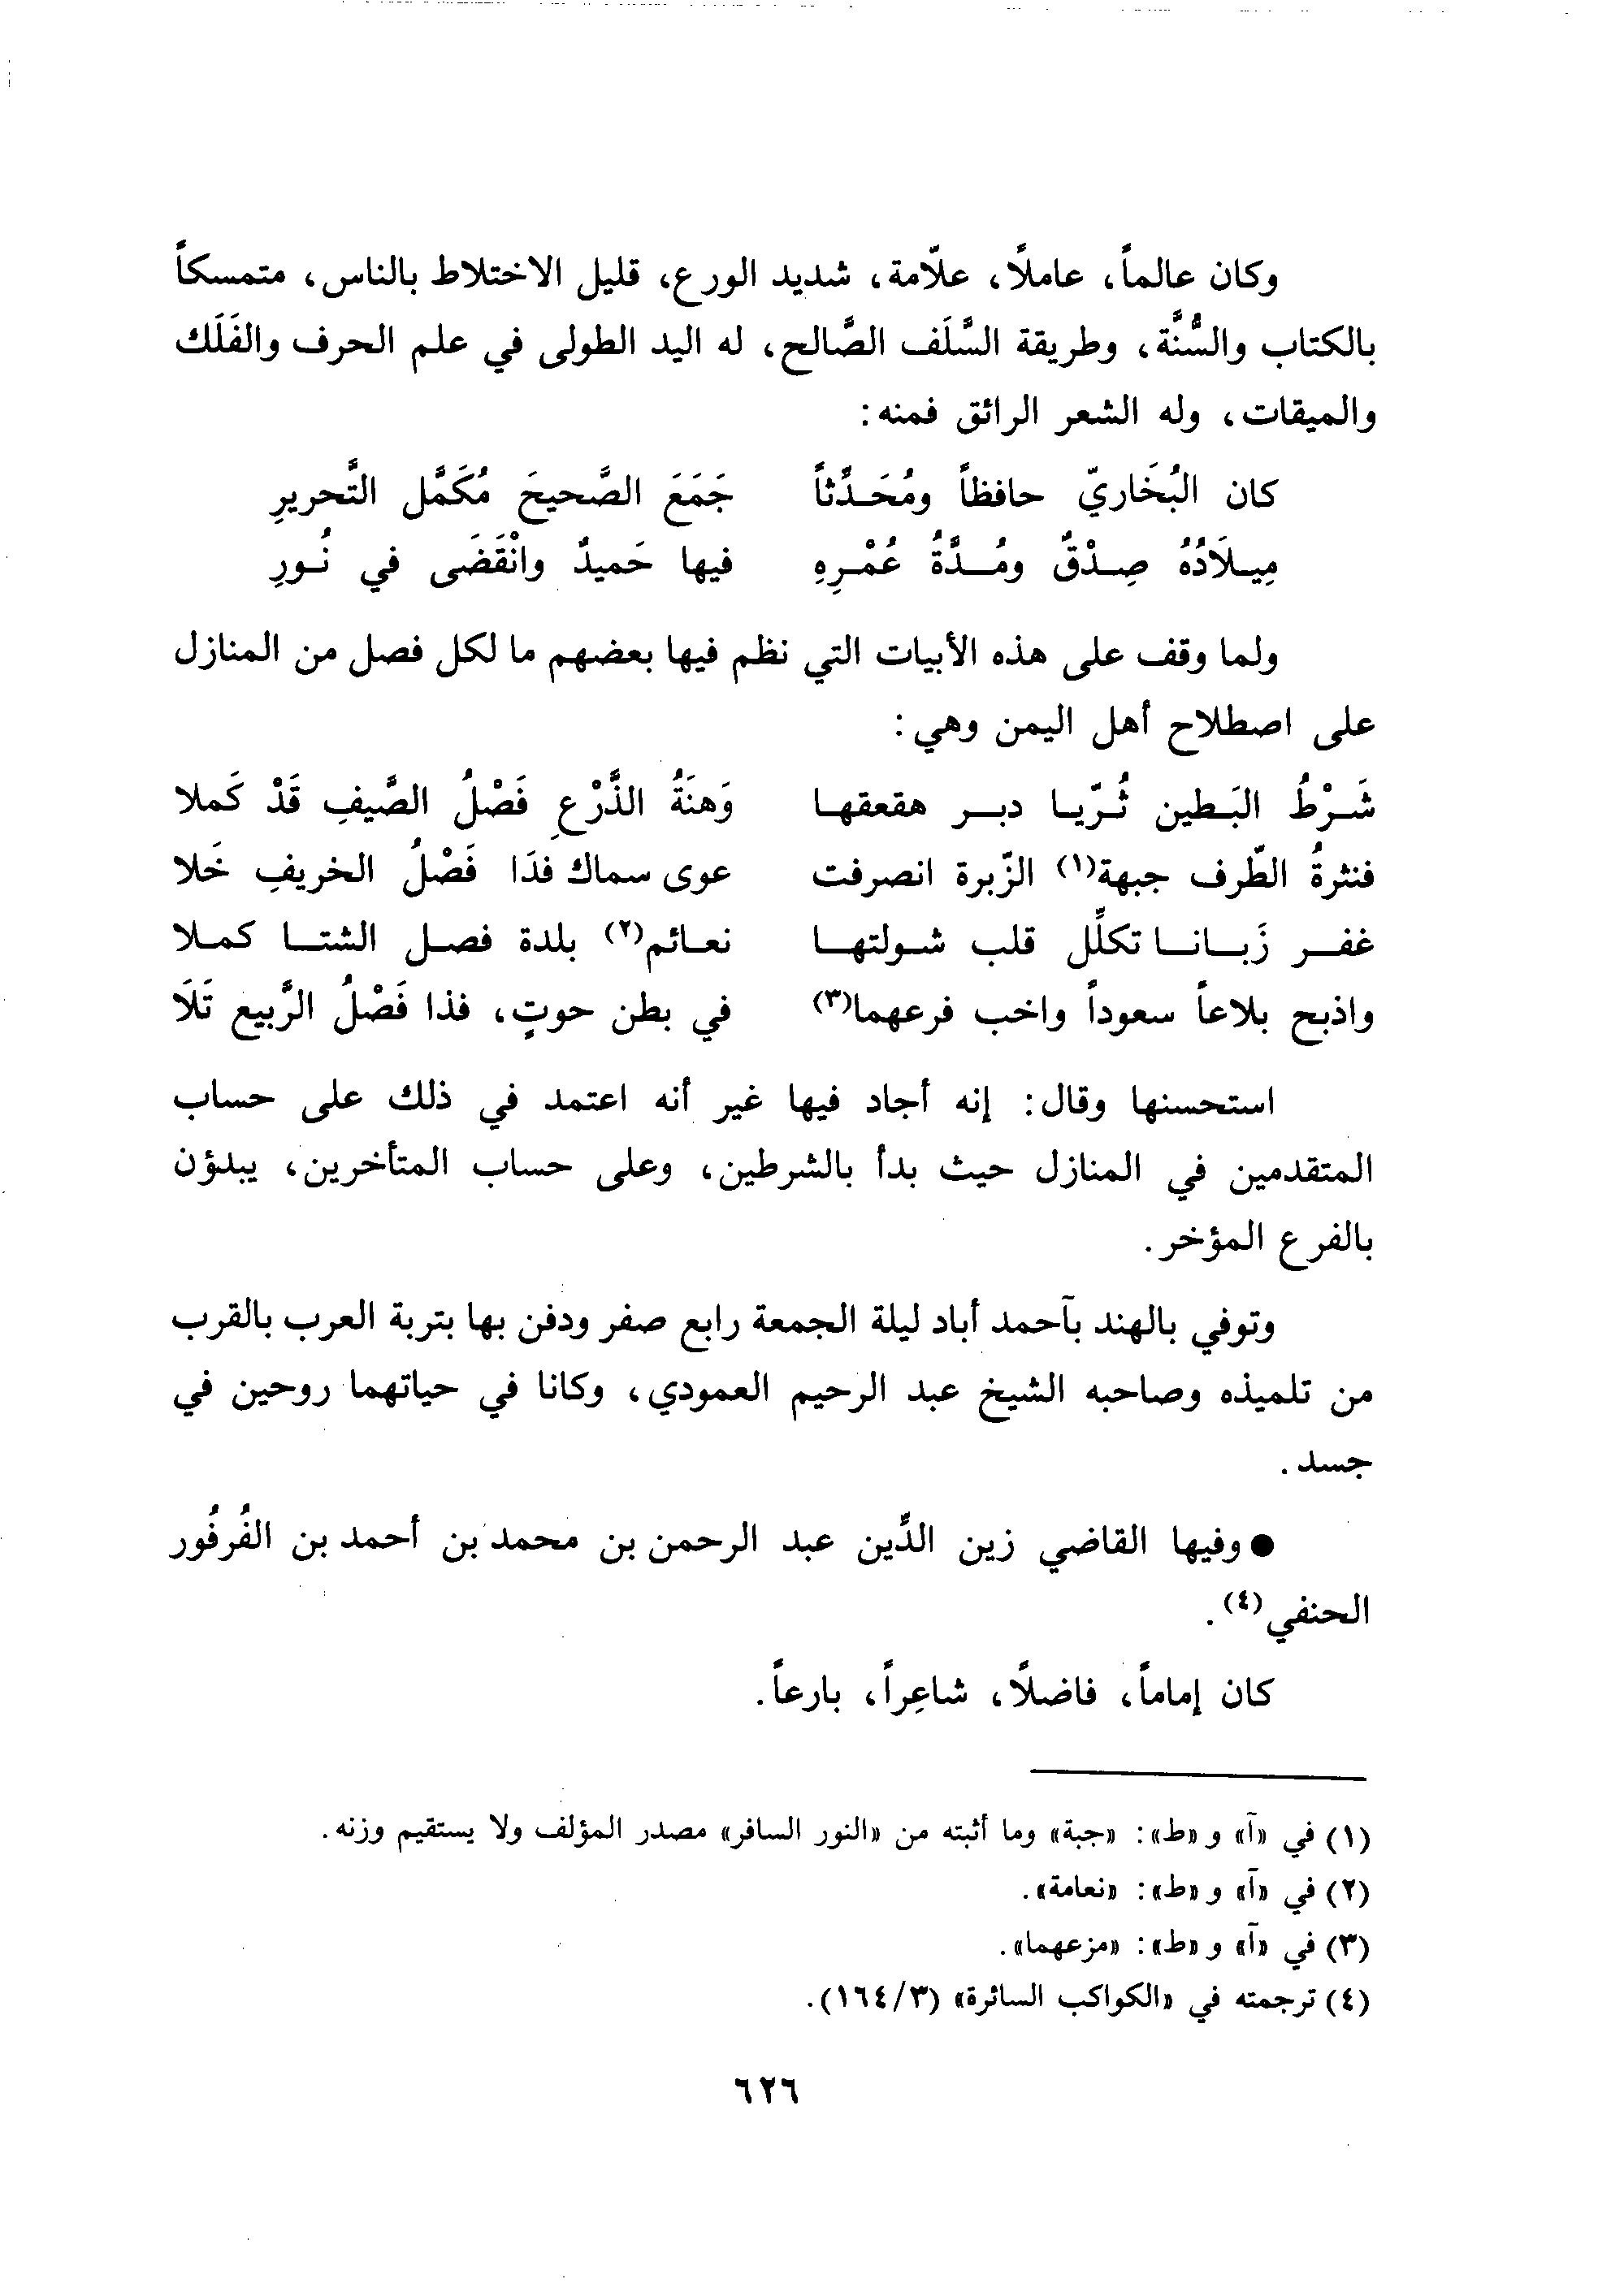 وكان عالماً، عاملاً، علاّمة، شديد الورع، قليل الاختلاط بالناس، متمسكاً
بالكتاب والسُّنَّة، وطريقة السَّلَف الصَّالح، له اليد الطولى في علم الحرف والفَلَك
والميقات، وله الشعر الرائق فمنه:
كان البُخَاريّ حافظاً ومُحَدِّثاً جَمَعَ الصَّحيحَ مُكَمَّل التَّحريرِ
مِيلَادُهُ صِدْقٌ ومُدَّةُ عُمْرِهِ فيها حَميدٌ وانْقَضَى في نُورِ
ولما وقف على هذه الأبيات التي نظم فيها بعضهم ما لكل فصل من المنازل
على اصطلاح أهل اليمن وهي:
شَرْطُ البَطين ثُرّيا دبر هقعقها وَهنَةُ الذَّرْعِ فَصْلُ الصَّيفِ قَدْ كَملا
فنثرةُ الطّرف جبهة(١) الزّبرة انصرفت عوى سماك فذَا فَصْلُ الخريفِ خَلا
غفر زَبانا تكلِّل قلب شولتها نعائم(٢) بلدة فصل الشتا كملا
واذبح بلاعاً سعوداً واخب فرعهما(٣) في بطن حوتٍ، فذا فَصْلُ الرَّبيع تَلَا
استحسنها وقال: إنه أجاد فيها غير أنه اعتمد في ذلك على حساب
المتقدمين في المنازل حيث بدأ بالشرطين، وعلى حساب المتأخرين، يبدؤن
بالفرع المؤخر.
وتوفي بالهند بآحمد أباد ليلة الجمعة رابع صفر ودفن بها بتربة العرب بالقرب
من تلميذه وصاحبه الشيخ عبد الرحيم العمودي، وكانا في حياتهما روحين في
جسد.
● وفيها القاضي زين الدِّين عبد الرحمن بن محمد بن أحمد بن الفُرفُور
الحنفي(٤).
كان إماماً، فاضلاً، شاعِراً، بارعاً.
(١) في «آ» و «ط»: «جبة» وما أثبته من «النور السافر» مصدر المؤلف ولا يستقيم وزنه.
(٢) في «آ» و «ط»: «نعامة».
(٣) في «آ» و «ط»: «مزعهما».
(٤) ترجمته في «الكواكب السائرة» (٣/١٦٤).
٦٢٦